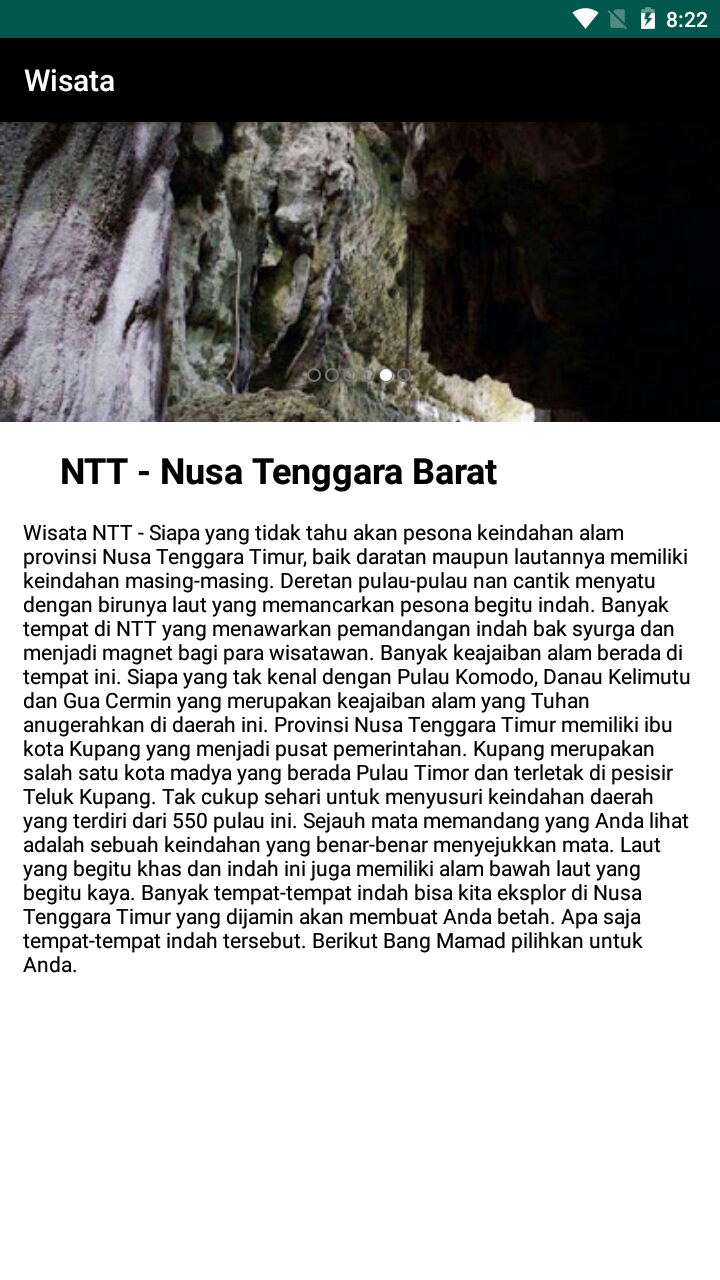 8:22
Wisata
NTT - Nusa Tenggara Barat
Wisata NTT - Siapa yang tidak tahu akan pesona keindahan alam
provinsi Nusa Tenggara Timur, baik daratan maupun lautannya memiliki
keindahan masing-masing. Deretan pulau-pulau nan cantik menyatu
dengan birunya laut yang memancarkan pesona begitu indah. Banyak
tempat di NTT yang menawarkan pemandangan indah bak syurga dan
menjadi magnet bagi para wisatawan. Banyak keajaiban alam berada di
tempat ini. Siapa yang tak kenal dengan Pulau Komodo, Danau Kelimutu
dan Gua Cermin yang merupakan keajaiban alam yang Tuhan
anugerahkan di daerah ini. Provinsi Nusa Tenggara Timur memiliki ibu
kota Kupang yang menjadi pusat pemerintahan. Kupang merupakan
salah satu kota madya yang berada Pulau Timor dan terletak di pesisir
Teluk Kupang. Tak cukup sehari untuk menyusuri keindahan daerah
yang terdiri dari 550 pulau ini. Sejauh mata memandang yang Anda lihat
adalah sebuah keindahan yang benar-benar menyejukkan mata. Laut
yang begitu khas dan indah ini juga memiliki alam bawah laut yang
begitu kaya. Banyak tempat-tempat indah bisa kita eksplor di Nusa
Tenggara Timur yang dijamin akan membuat Anda betah. Apa saja
tempat-tempat indah tersebut. Berikut Bang Mamad pilihkan untuk
Anda.